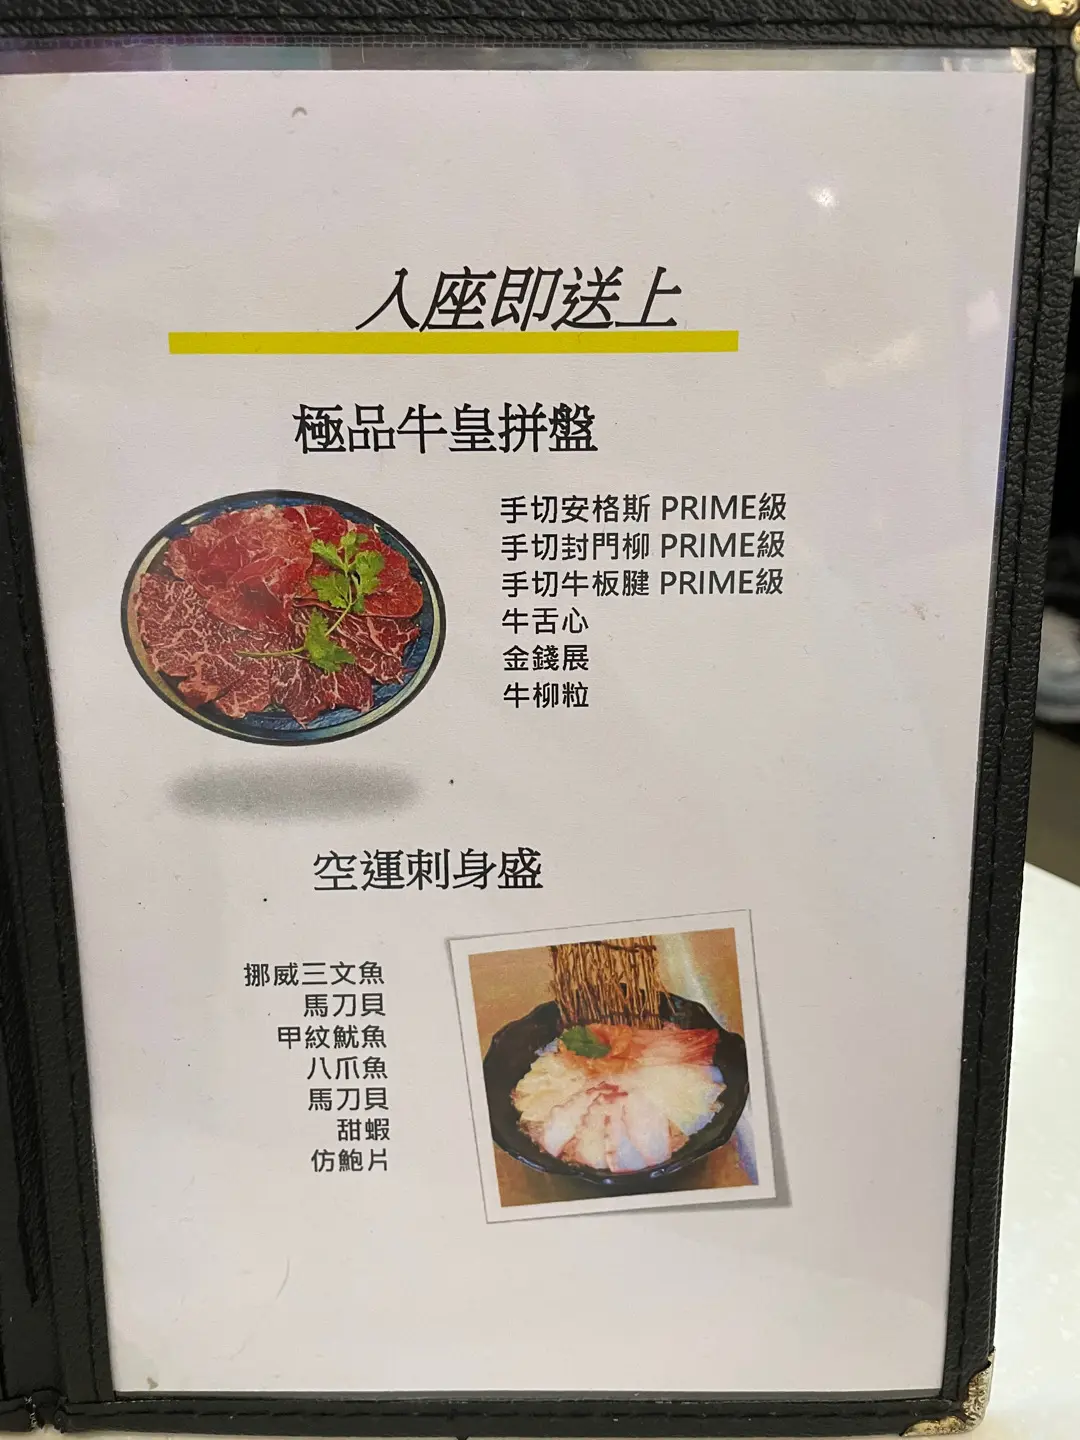 入座即送上
極品牛皇拼盤
手切安格斯 PRIME級
手切封門柳 PRIME級
手切牛板腱 PRIME級
牛舌心
金錢展
牛柳粒
空運刺身盛
挪威三文魚
馬刀貝
甲紋魷魚
八爪魚
馬刀貝
甜蝦
仿鮑片